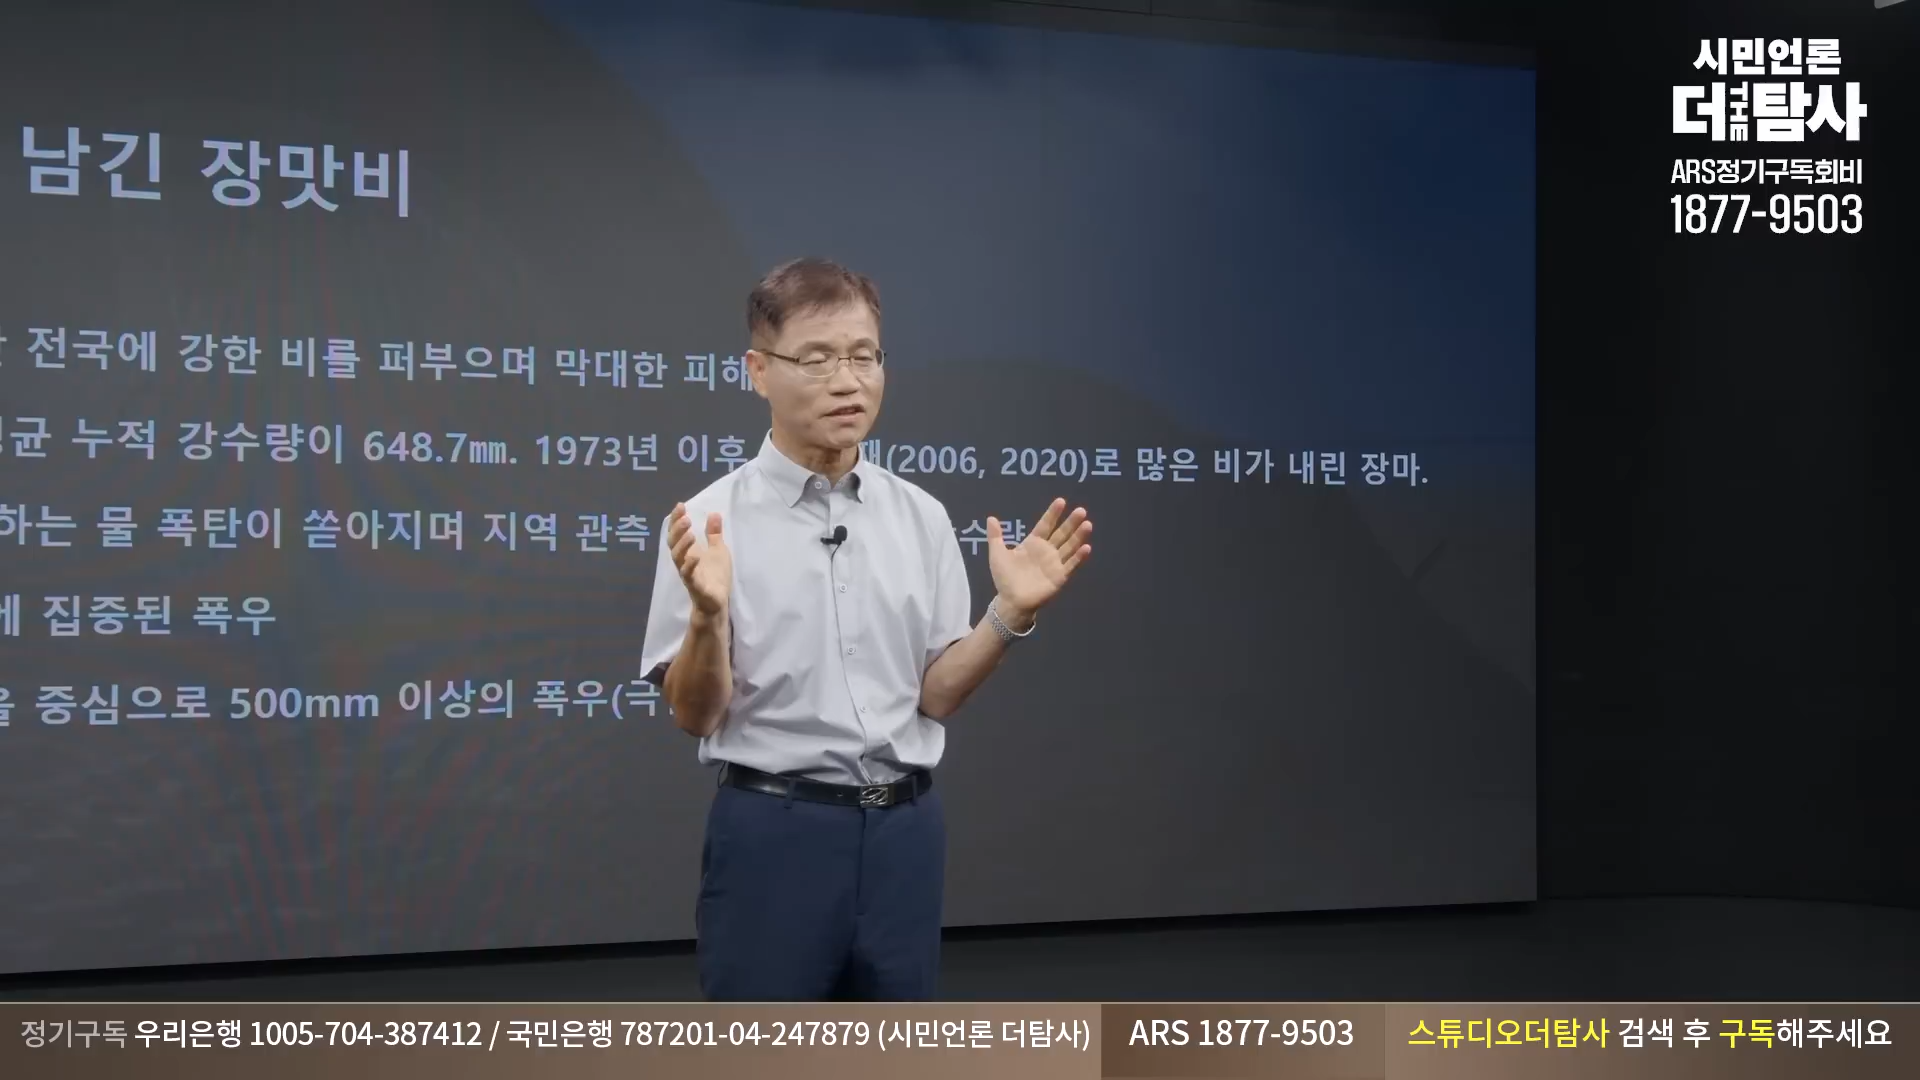 시민언론
더탐사
THE
ARS정기구독회비
1877-9503
남긴 장맛비
전국에 강한 비를 퍼부으며 막대한 피해
누적 강수량이 648.7㎜. 1973년 이후 (2006, 2020)로 많은 비가 내린 장마.
하는 물 폭탄이 쏟아지며 지역 관측
에 집중된 폭우
중심으로 500mm 이상의 폭우(극
정기구독 우리은행 1005-704-387412 / 국민은행 787201-04-247879 (시민언론 더탐사)
ARS 1877-9503
스튜디오더탐사 검색 후 구독해주세요